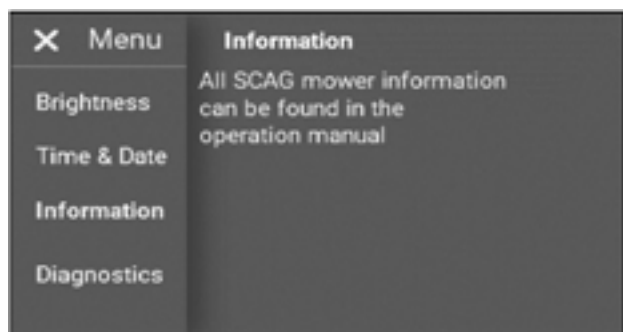 ✕ Menu
Brightness
Time & Date
Information
Diagnostics
Information
All SCAG mower information
can be found in the
operation manual